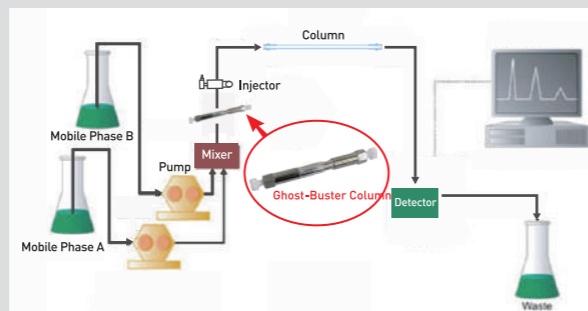 Column
Injector
Mobile Phase B
Mixer
Pump
Ghost-Buster Column
Detector
Mobile Phase A
Waste